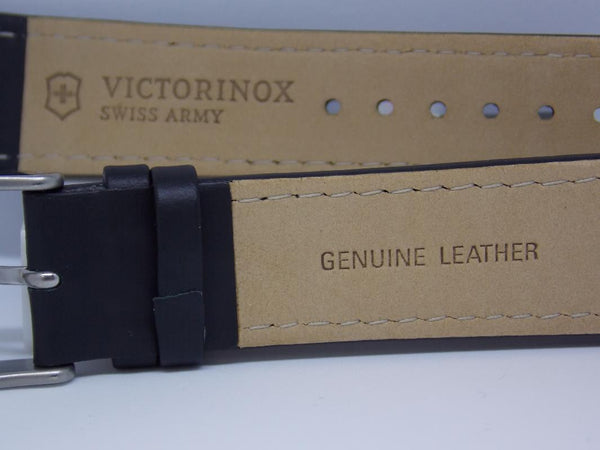 VICTORINOX
SWISS ARMY
GENUINE LEATHER